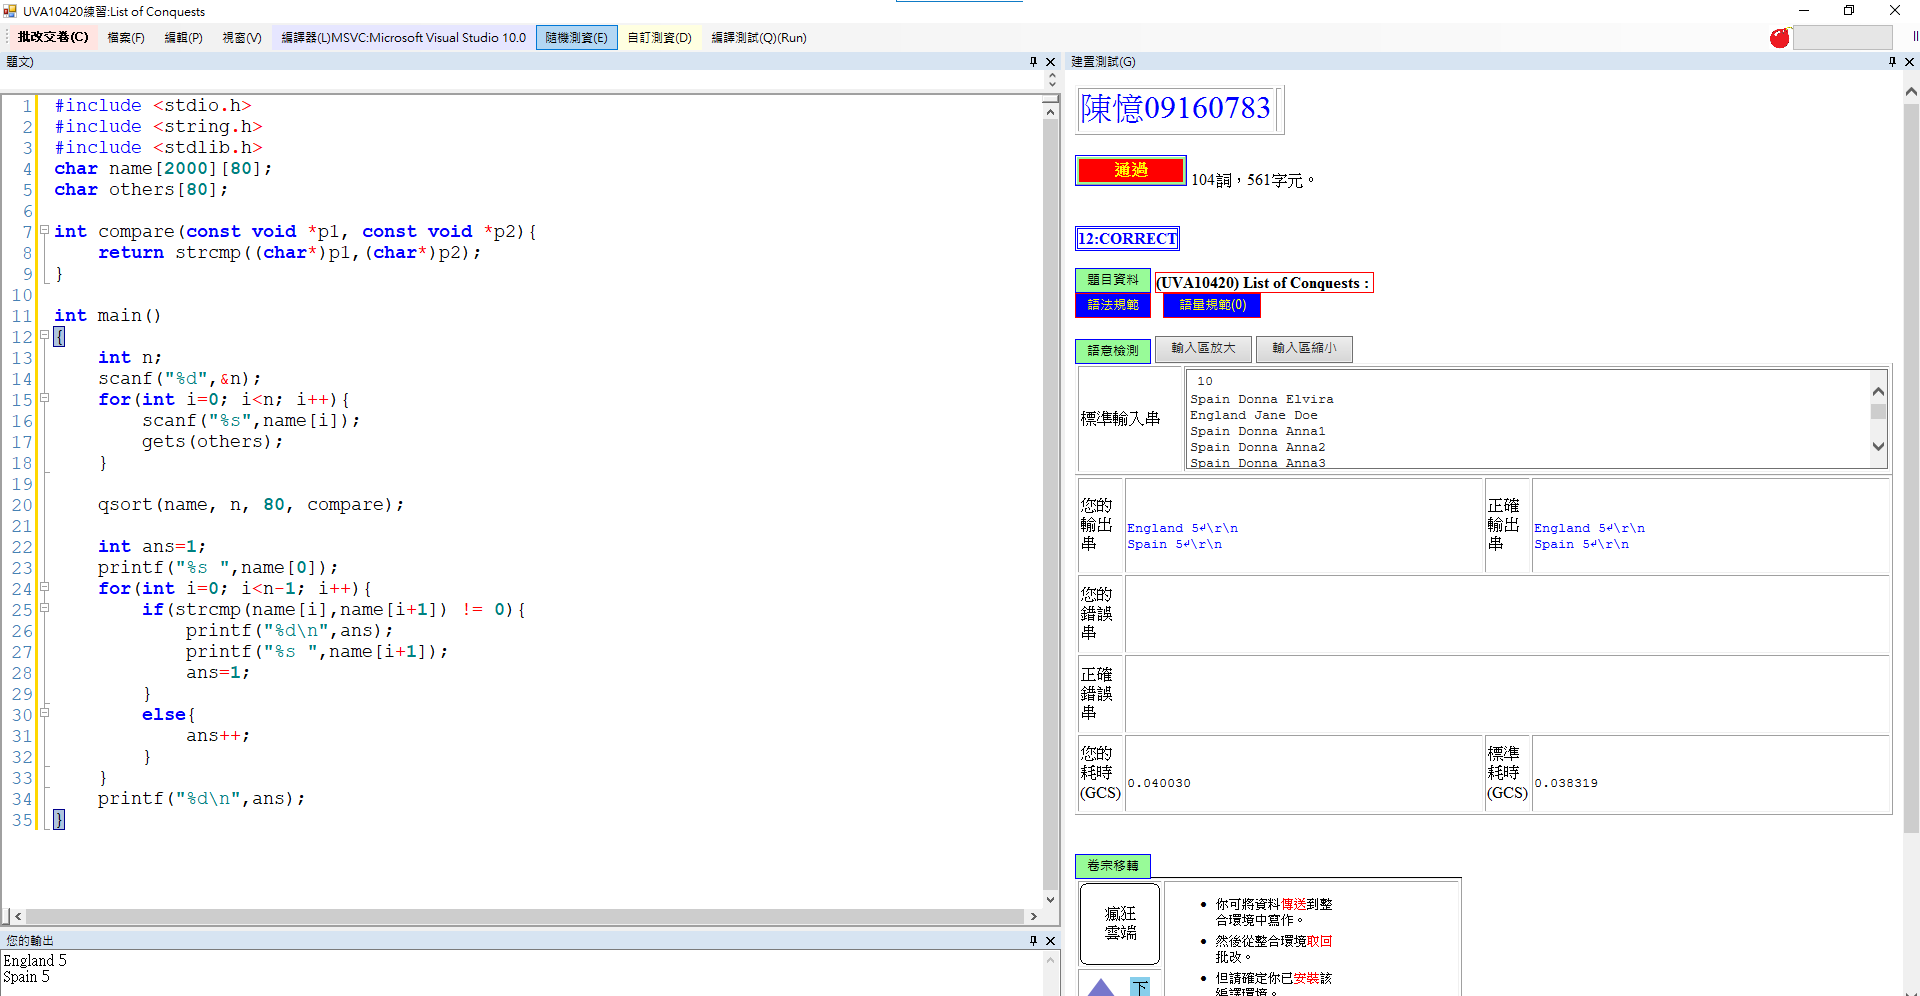 UVA10420練習:List of Conquests
批改交卷(C) 檔案(F) 編輯(P) 視窗(V) 編譯器(L)MSVC:Microsoft Visual Studio 10.0 隨機測資(E) 自訂測資(D) 編譯測試(Q)(Run)
題文)
1 #include <stdio.h>
2 #include <string.h>
3 #include <stdlib.h>
4 char name[2000][80];
5 char others[80];
6
7 int compare(const void *p1, const void *p2){
8 return strcmp((char*)p1,(char*)p2);
9 }
10
11 int main()
12 {
13 int n;
14 scanf("%d",&n);
15 for(int i=0; i<n; i++){
16 scanf("%s",name[i]);
17 gets(others);
18 }
19
20 qsort(name, n, 80, compare);
21
22 int ans=1;
23 printf("%s ",name[0]);
24 for(int i=0; i<n-1; i++){
25 if(strcmp(name[i],name[i+1]) != 0){
26 printf("%d\n",ans);
27 printf("%s ",name[i+1]);
28 ans=1;
29 }
30 else{
31 ans++;
32 }
33 }
34 printf("%d\n",ans);
35 }
您的輸出
England 5
Spain 5
建置測試(G)
陳憶09160783
通過 104詞，561字元。
12:CORRECT
題目資料 (UVA10420) List of Conquests :
語法規範 語量規範(0)
語意檢測 輸入區放大 輸入區縮小
標準輸入串
10
Spain Donna Elvira
England Jane Doe
Spain Donna Anna1
Spain Donna Anna2
Spain Donna Anna3
您的
輸出
串
England 5↵\r\n
Spain 5↵\r\n
正確
輸出
串
England 5↵\r\n
Spain 5↵\r\n
您的
錯誤
串
正確
錯誤
串
您的
耗時
(GCS)
0.040030
標準
耗時
(GCS)
0.038319
卷宗移轉
瘋狂
雲端
下
• 你可將資料傳送到整
合環境中寫作。
• 然後從整合環境取回
批改。
• 但請確定你已安裝該
編譯環境。